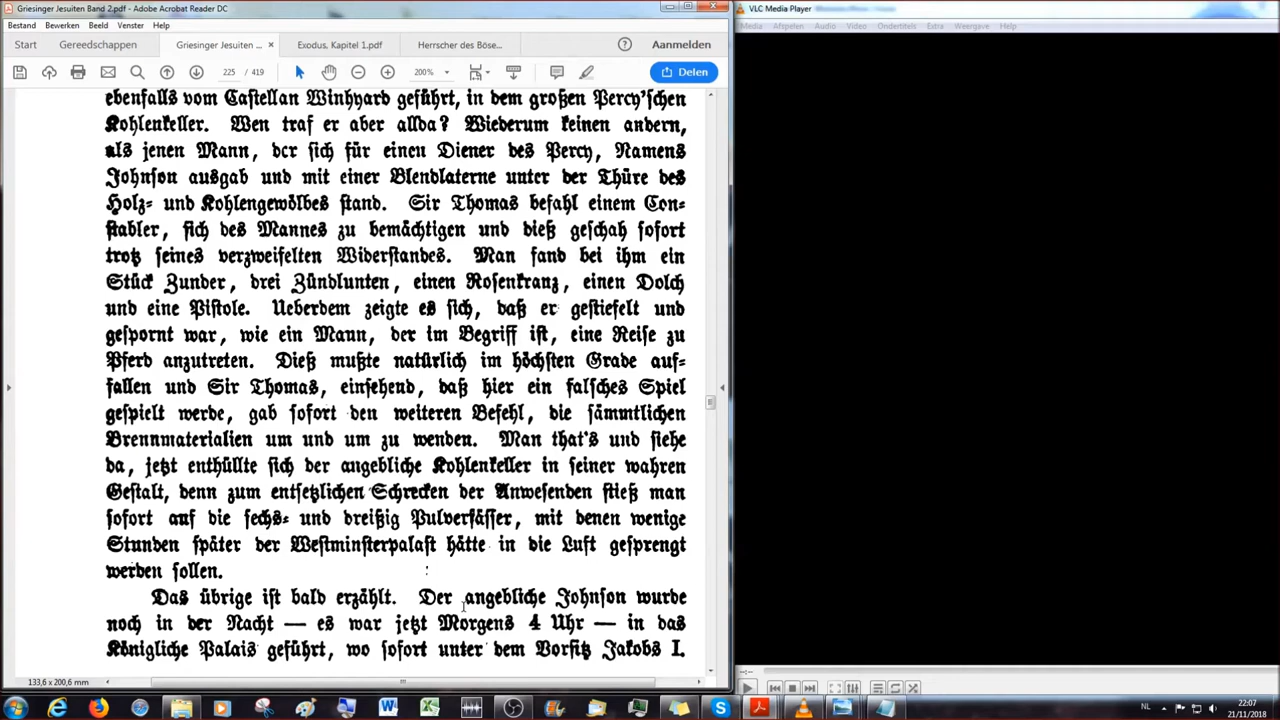 Griesinger Jesuiten Band 2.pdf - Adobe Acrobat Reader DC
Bestand Bewerken Beeld Venster Help
Start Gereedschappen Griesinger Jesuiten ... × Exodus, Kapitel 1.pdf Herrscher des Böse... Aanmelden
225 / 419 200% Delen
ebenfalls vom Castellan Winhyard geführt, in dem großen Percy'schen
Kohlenkeller. Wen traf er aber allda? Wiederum keinen andern,
als jenen Mann, der sich für einen Diener des Percy, Namens
Johnson ausgab und mit einer Blendlaterne unter der Thüre des
Holz- und Kohlengewölbes stand. Sir Thomas befahl einem Con-
stabler, sich des Mannes zu bemächtigen und dieß geschah sofort
trotz seines verzweifelten Widerstandes. Man fand bei ihm ein
Stück Zunder, drei Zündlunten, einen Rosenkranz, einen Dolch
und eine Pistole. Ueberdem zeigte es sich, daß er gestiefelt und
gespornt war, wie ein Mann, der im Begriff ist, eine Reise zu
Pferd anzutreten. Dieß mußte natürlich im höchsten Grade auf-
fallen und Sir Thomas, einsehend, daß hier ein falsches Spiel
gespielt werde, gab sofort den weiteren Befehl, die sämmtlichen
Brennmaterialien um und um zu wenden. Man that's und siehe
da, jetzt enthüllte sich der angebliche Kohlenkeller in seiner wahren
Gestalt, denn zum entsetzlichen Schrecken der Anwesenden stieß man
sofort auf die sechs- und dreißig Pulverfässer, mit denen wenige
Stunden später der Westminsterpalast hätte in die Luft gesprengt
werden sollen.
Das übrige ist bald erzählt. Der angebliche Johnson wurde
noch in der Nacht — es war jetzt Morgens 4 Uhr — in das
Königliche Palais geführt, wo sofort unter dem Vorsitz Jakobs I.
133,6 x 200,6 mm
VLC Media Player
Media Afspelen Audio Video Ondertitels Extra Weergave Help
--:--
NL
22:07
21/11/2018